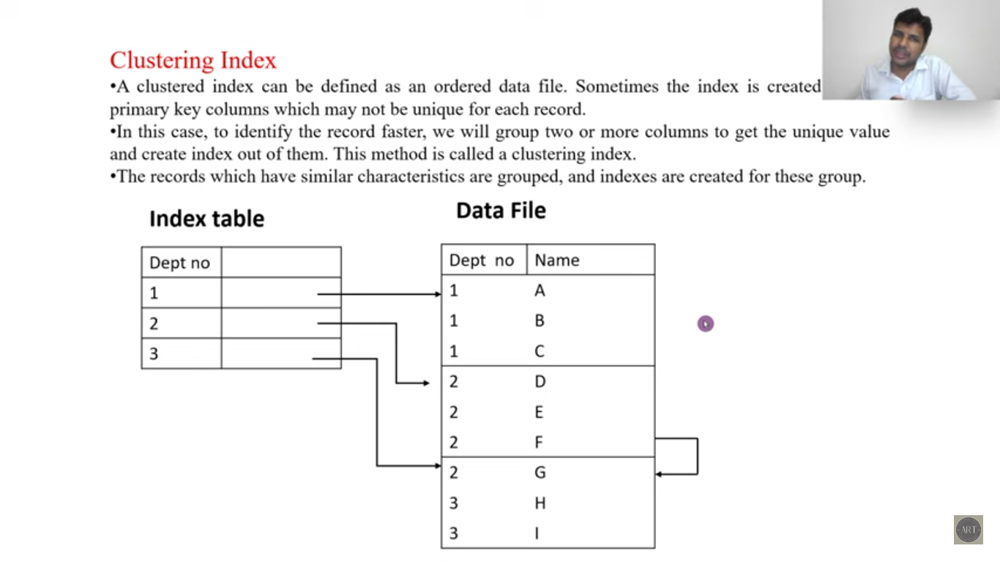 Clustering Index
•A clustered index can be defined as an ordered data file. Sometimes the index is created
primary key columns which may not be unique for each record.
•In this case, to identify the record faster, we will group two or more columns to get the unique value
and create index out of them. This method is called a clustering index.
•The records which have similar characteristics are grouped, and indexes are created for these group.
Index table
Dept no
1
2
3
Data File
Dept no Name
1 A
1 B
1 C
2 D
2 E
2 F
2 G
3 H
3 I
ART